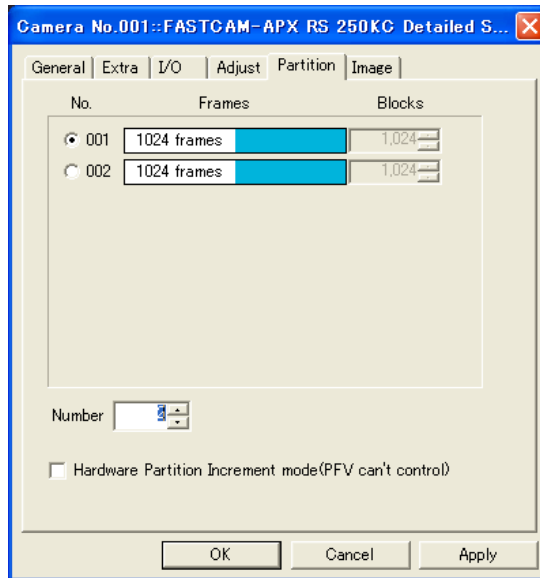 Camera No.001::FASTCAM-APX RS 250KC Detailed S...
General Extra I/O Adjust Partition Image
No. Frames Blocks
001 1024 frames 1,024
002 1024 frames 1,024
Number 2
Hardware Partition Increment mode(PFV can't control)
OK Cancel Apply